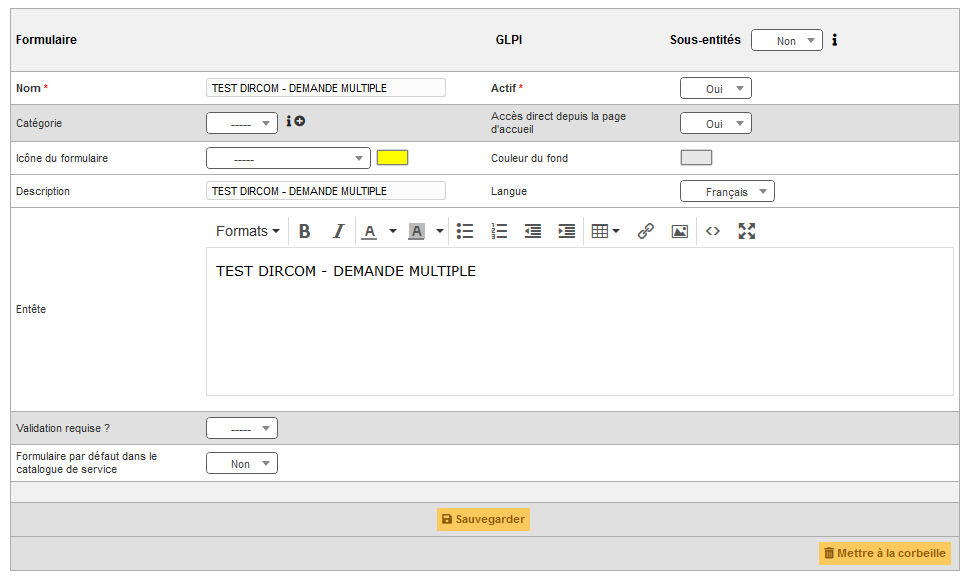 Formulaire GLPI Sous-entités Non
Nom * TEST DIRCOM - DEMANDE MULTIPLE Actif * Oui
Catégorie ----- Accès direct depuis la page
d'accueil Oui
Icône du formulaire ----- Couleur du fond
Description TEST DIRCOM - DEMANDE MULTIPLE Langue Français
Formats B I A A
TEST DIRCOM - DEMANDE MULTIPLE
Entête
Validation requise ? -----
Formulaire par défaut dans le
catalogue de service Non
Sauvegarder
Mettre à la corbeille